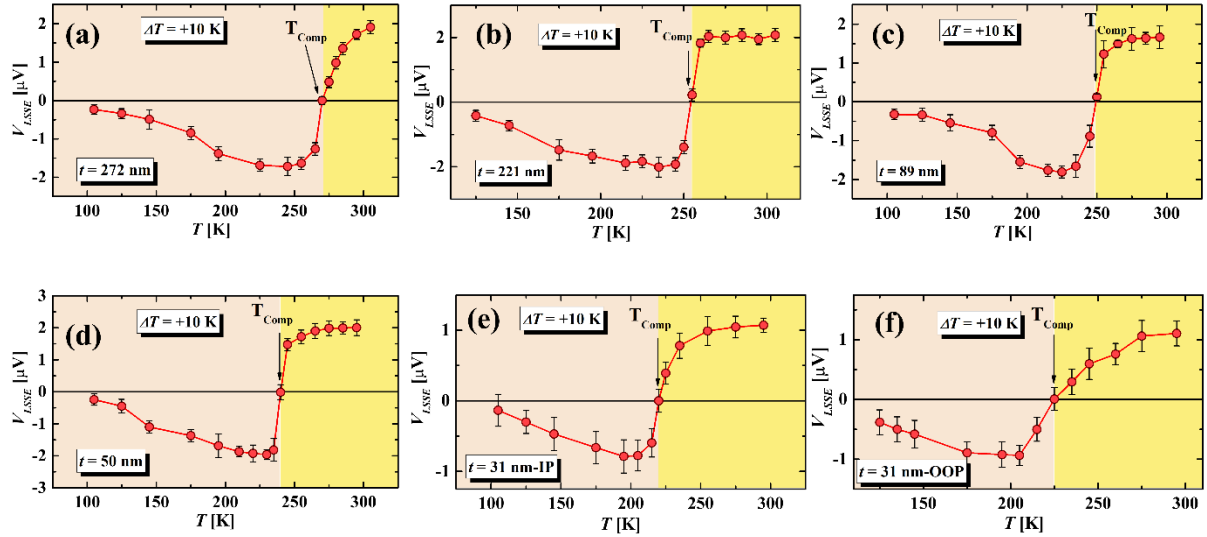 (a)
ΔT = +10 K
T_Comp
V_LSSE [μV]
2
1
0
-1
-2
t = 272 nm
100 150 200 250 300
T [K]
(b)
ΔT = +10 K
T_Comp
V_LSSE [μV]
2
0
-2
t = 221 nm
150 200 250 300
T [K]
(c)
ΔT = +10 K
T_Comp
V_LSSE [μV]
2
1
0
-1
-2
t = 89 nm
100 150 200 250 300
T [K]
(d)
ΔT = +10 K
T_Comp
V_LSSE [μV]
3
2
1
0
-1
-2
-3
t = 50 nm
100 150 200 250 300
T [K]
(e)
ΔT = +10 K
T_Comp
V_LSSE [μV]
1
0
-1
t = 31 nm-IP
100 150 200 250 300
T [K]
(f)
ΔT = +10 K
T_Comp
V_LSSE [μV]
1
0
-1
t = 31 nm-OOP
150 200 250 300
T [K]